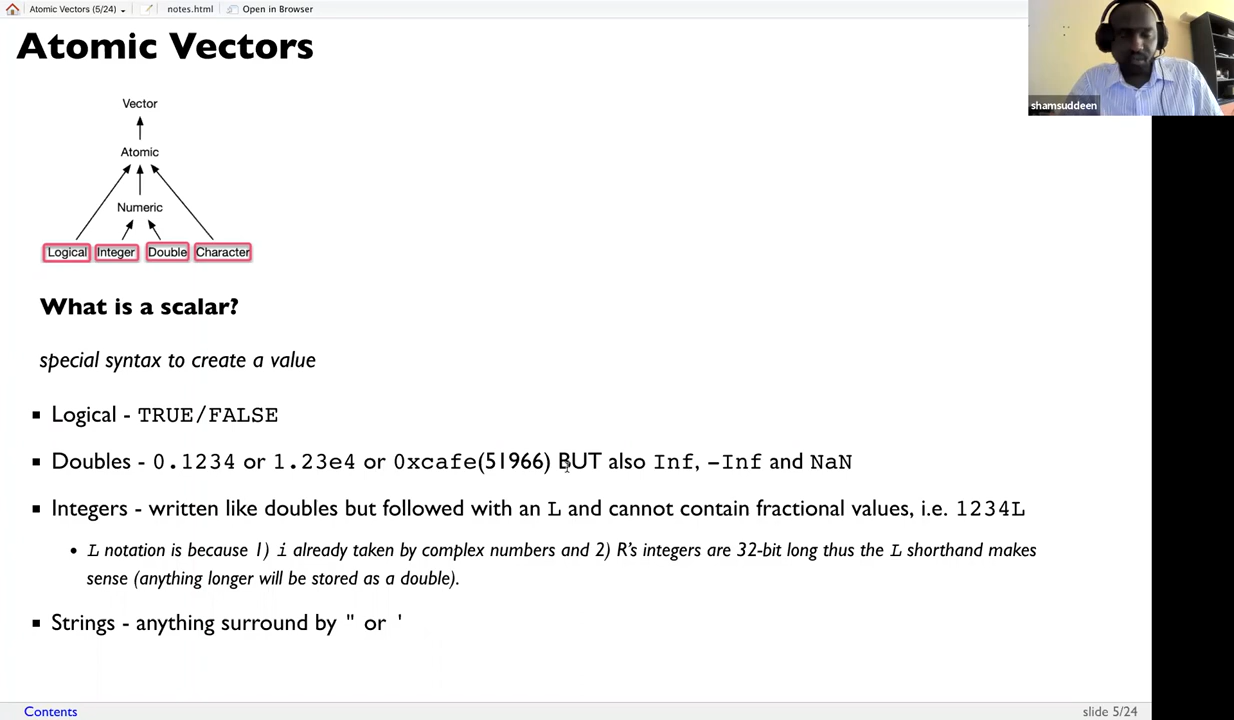 Atomic Vectors (5/24)
notes.html
Open in Browser
Atomic Vectors
shamsuddeen
Vector
Atomic
Numeric
Logical Integer Double Character
What is a scalar?
special syntax to create a value
Logical - TRUE/FALSE
Doubles - 0.1234 or 1.23e4 or 0xcafe(51966) BUT also Inf, -Inf and NaN
Integers - written like doubles but followed with an L and cannot contain fractional values, i.e. 1234L
L notation is because 1) i already taken by complex numbers and 2) R's integers are 32-bit long thus the L shorthand makes
sense (anything longer will be stored as a double).
Strings - anything surround by " or '
Contents
slide 5/24